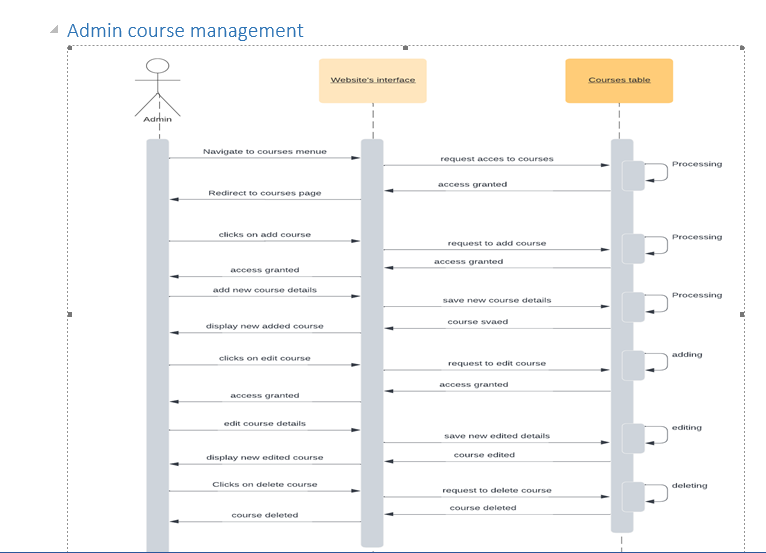 Admin course management
Website's interface
Courses table
Admin
Navigate to courses menue
request acces to courses
Processing
access granted
Redirect to courses page
clicks on add course
Processing
request to add course
access granted
access granted
add new course details
Processing
save new course details
course svaed
display new added course
adding
clicks on edit course
request to edit course
access granted
access granted
edit course details
editing
save new edited details
course edited
display new edited course
Clicks on delete course
deleting
request to delete course
course deleted
course deleted